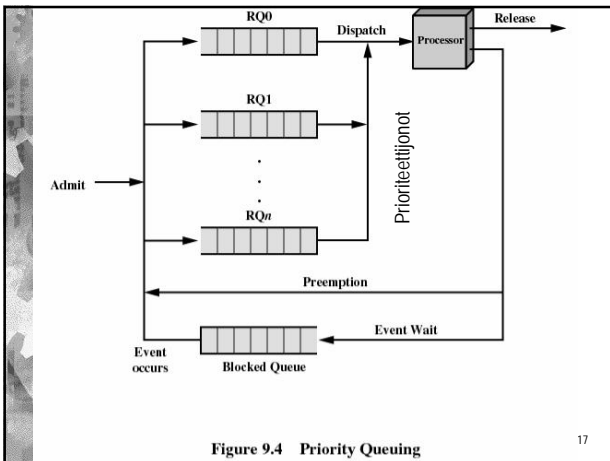 RQ0
Release
Dispatch
Processor
RQ1
Prioriteettijonot
Admit
RQn
Preemption
Event Wait
Event
occurs
Blocked Queue
Figure 9.4 Priority Queuing
17